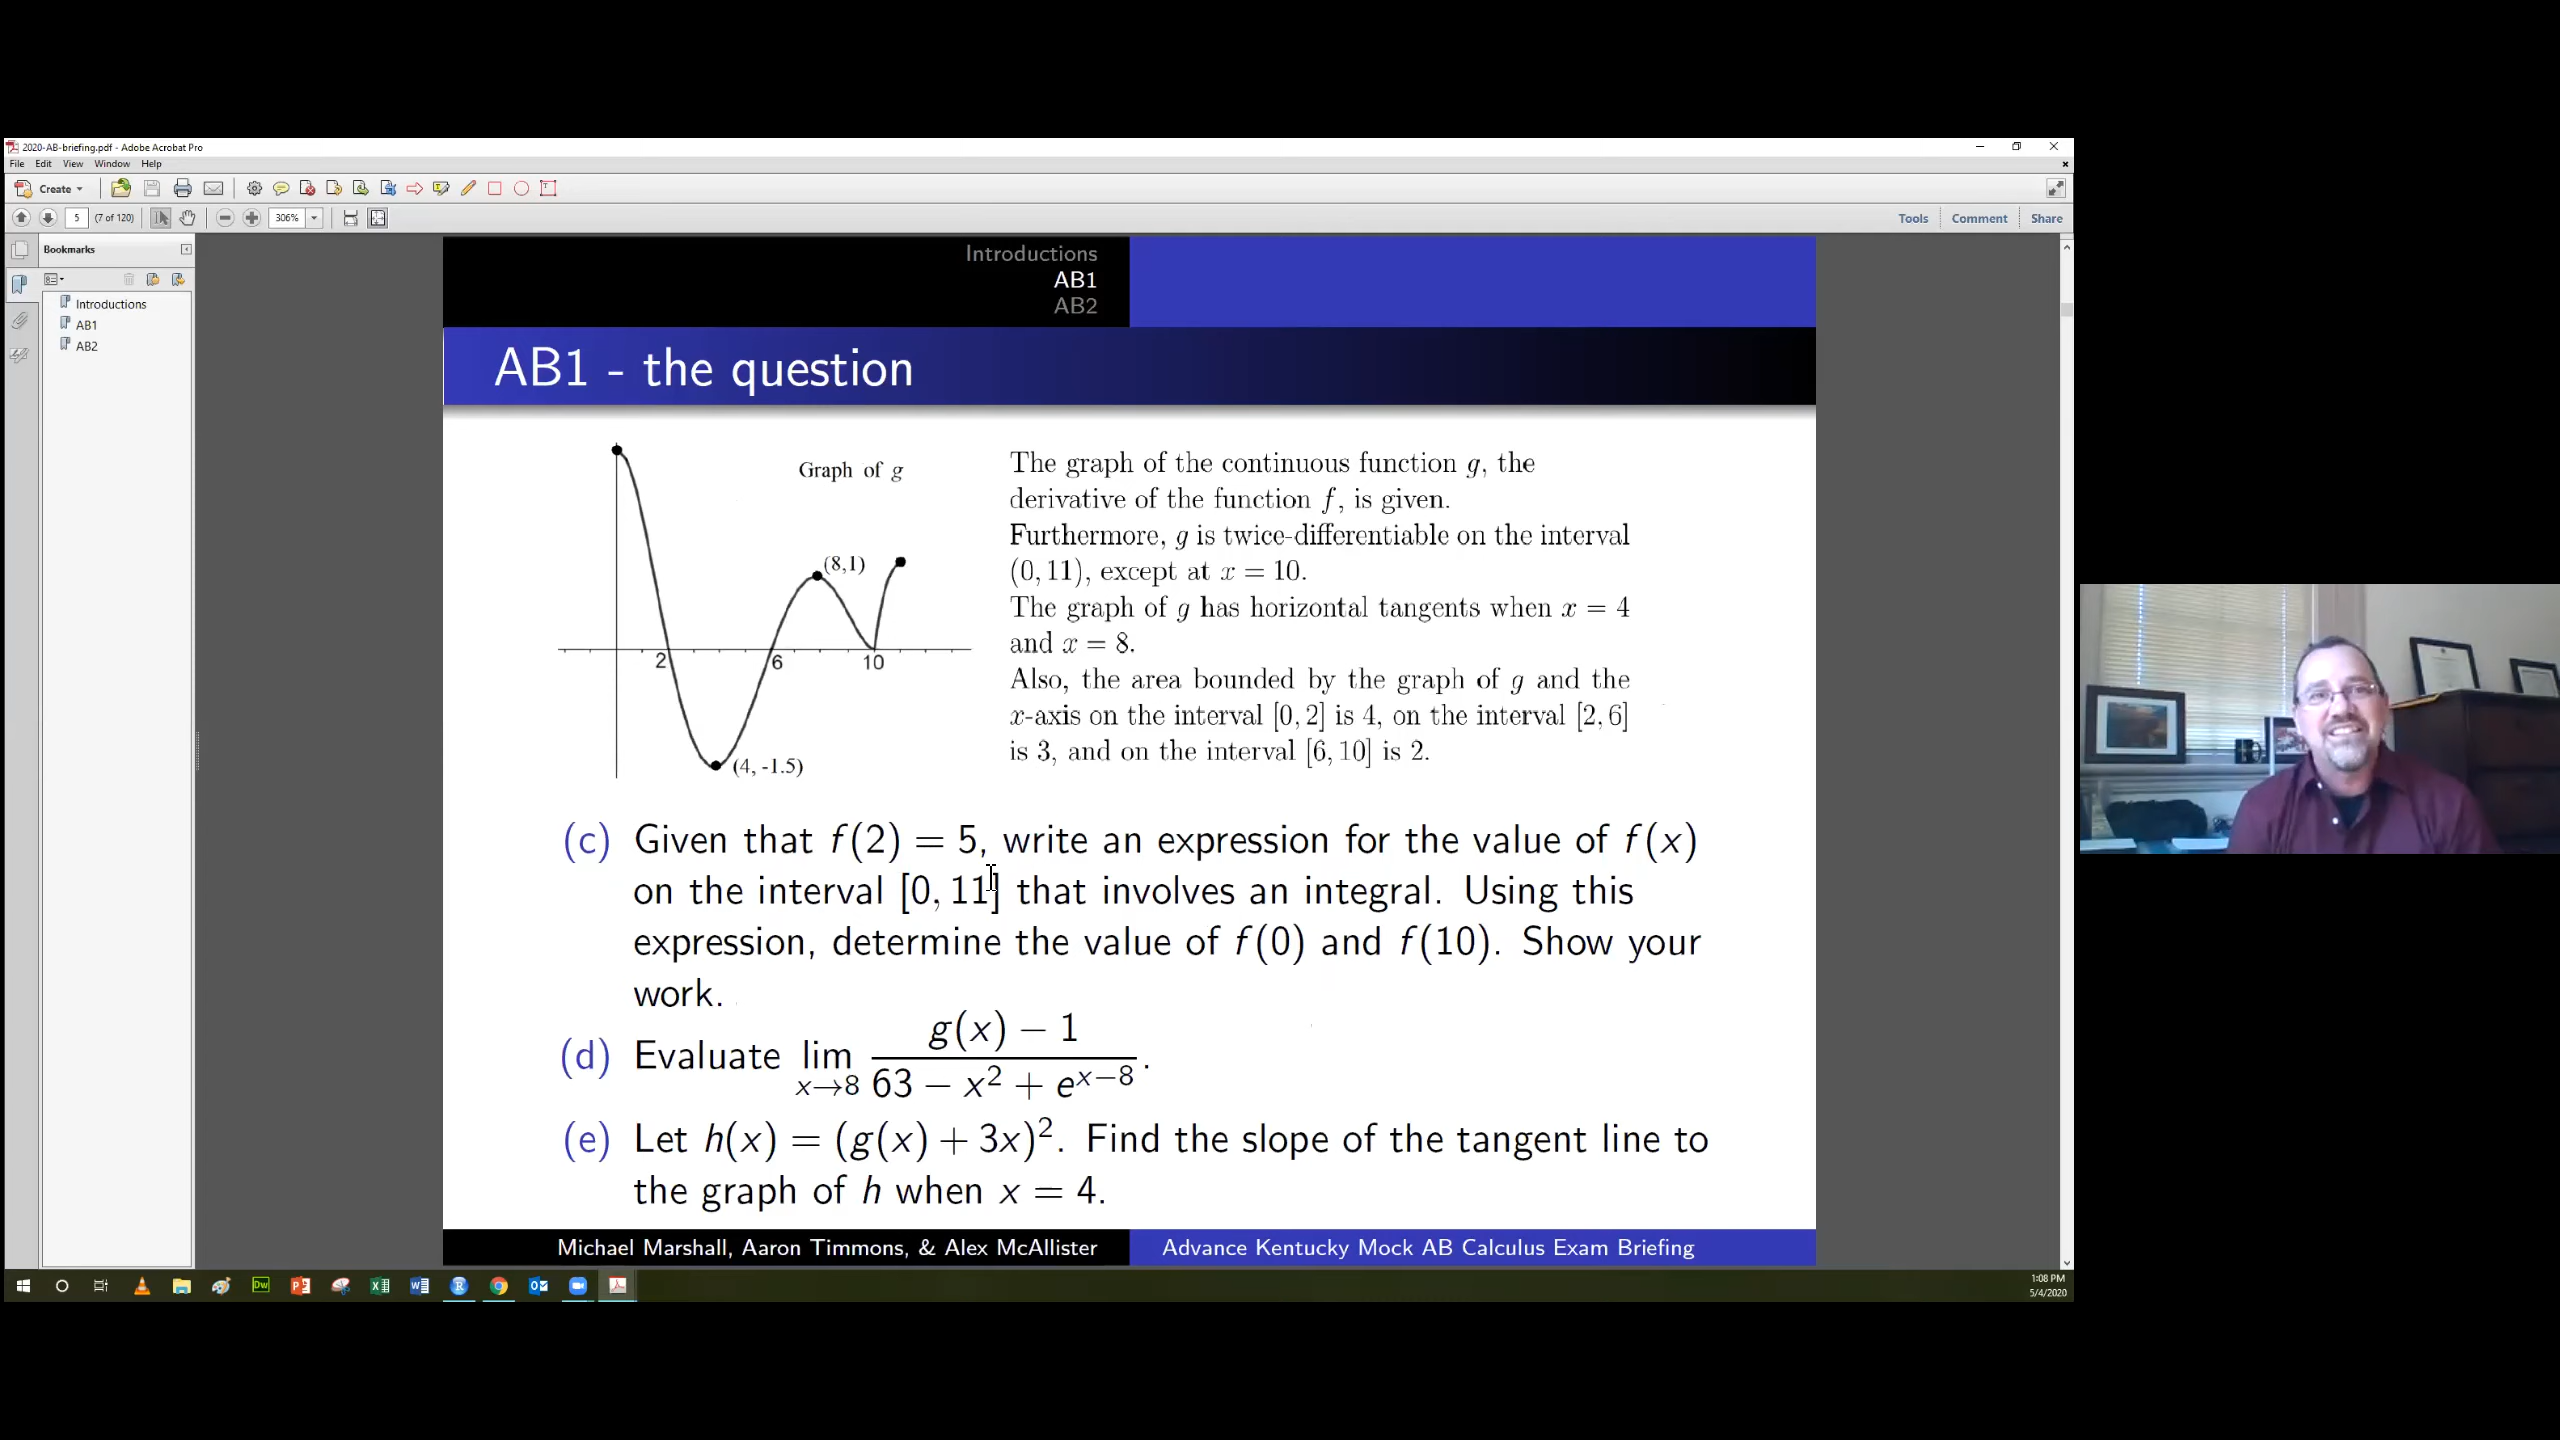 2020-AB-briefing.pdf - Adobe Acrobat Pro
File Edit View Window Help
Create
5 (7 of 120) 306% Tools Comment Share
Bookmarks
Introductions
AB1
AB2
Introductions
AB1
AB2
AB1 - the question
Graph of g
(8,1)
2 6 10
(4, -1.5)
The graph of the continuous function g, the
derivative of the function f, is given.
Furthermore, g is twice-differentiable on the interval
(0, 11), except at x = 10.
The graph of g has horizontal tangents when x = 4
and x = 8.
Also, the area bounded by the graph of g and the
x-axis on the interval [0, 2] is 4, on the interval [2, 6]
is 3, and on the interval [6, 10] is 2.
(c) Given that f(2) = 5, write an expression for the value of f(x)
on the interval [0, 11] that involves an integral. Using this
expression, determine the value of f(0) and f(10). Show your
work.
(d) Evaluate lim x→8 (g(x) − 1)/(63 − x² + e^(x−8)).
(e) Let h(x) = (g(x) + 3x)². Find the slope of the tangent line to
the graph of h when x = 4.
Michael Marshall, Aaron Timmons, & Alex McAllister Advance Kentucky Mock AB Calculus Exam Briefing
1:08 PM
5/4/2020